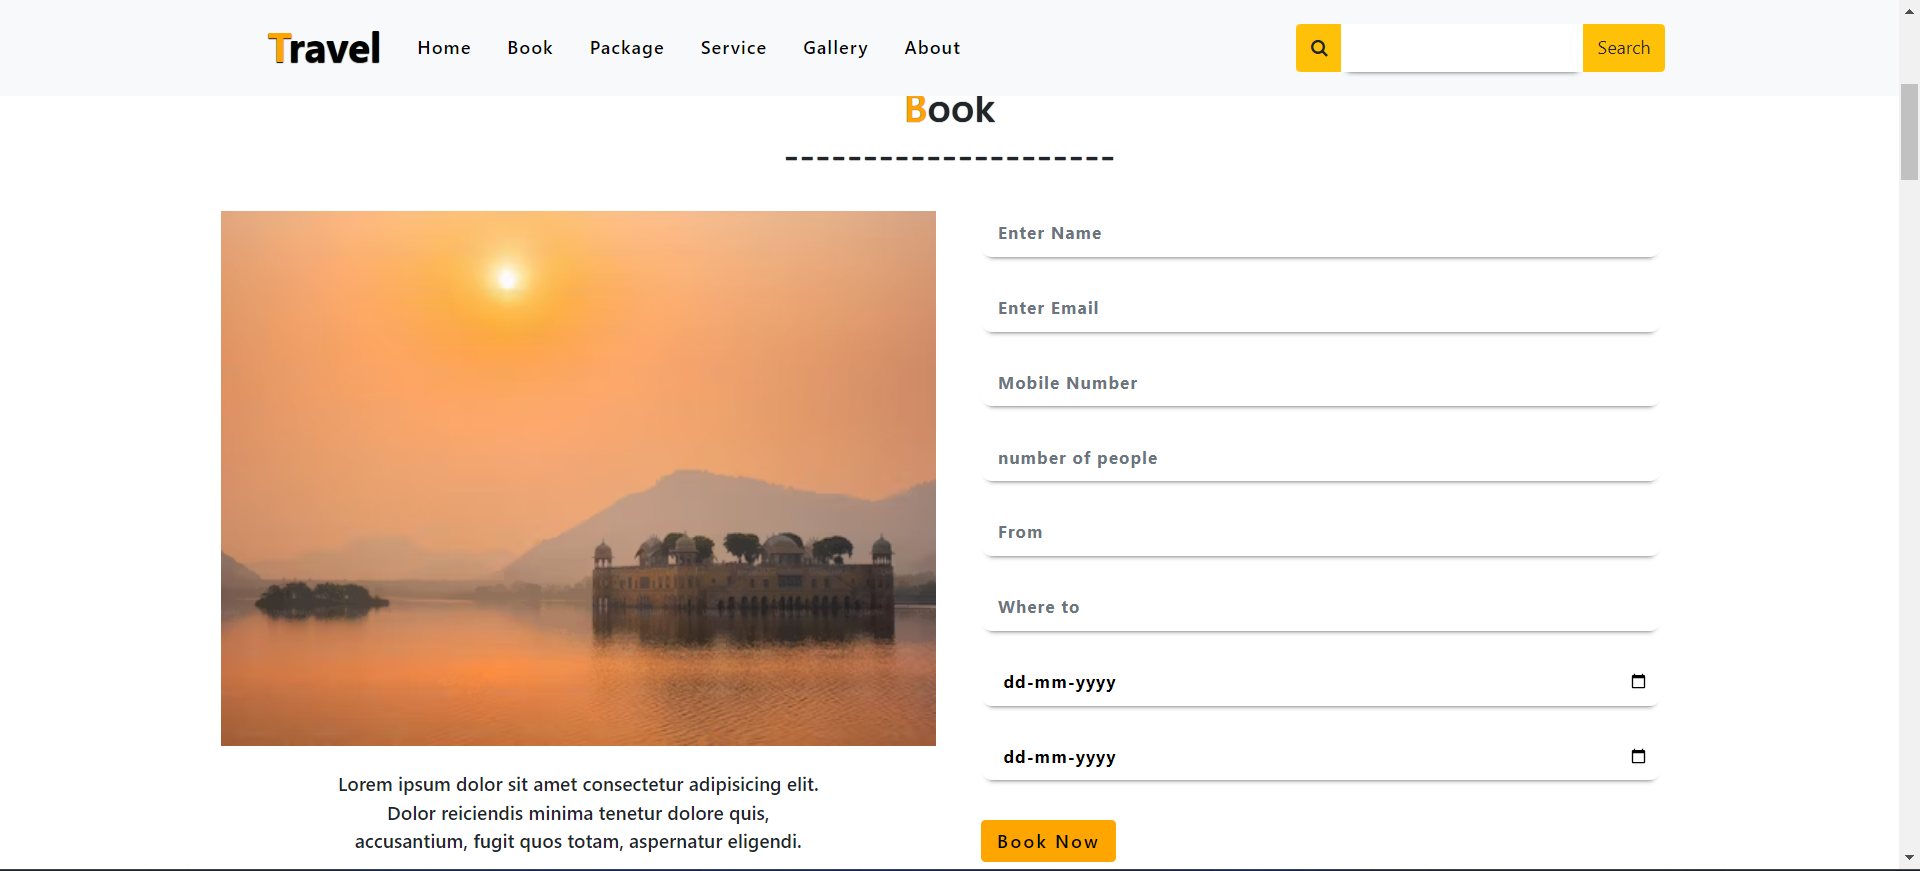 Travel Home Book Package Service Gallery About Search
Book
---------------------
Enter Name
Enter Email
Mobile Number
number of people
From
Where to
dd-mm-yyyy
dd-mm-yyyy
Book Now
Lorem ipsum dolor sit amet consectetur adipisicing elit.
Dolor reiciendis minima tenetur dolore quis,
accusantium, fugit quos totam, aspernatur eligendi.